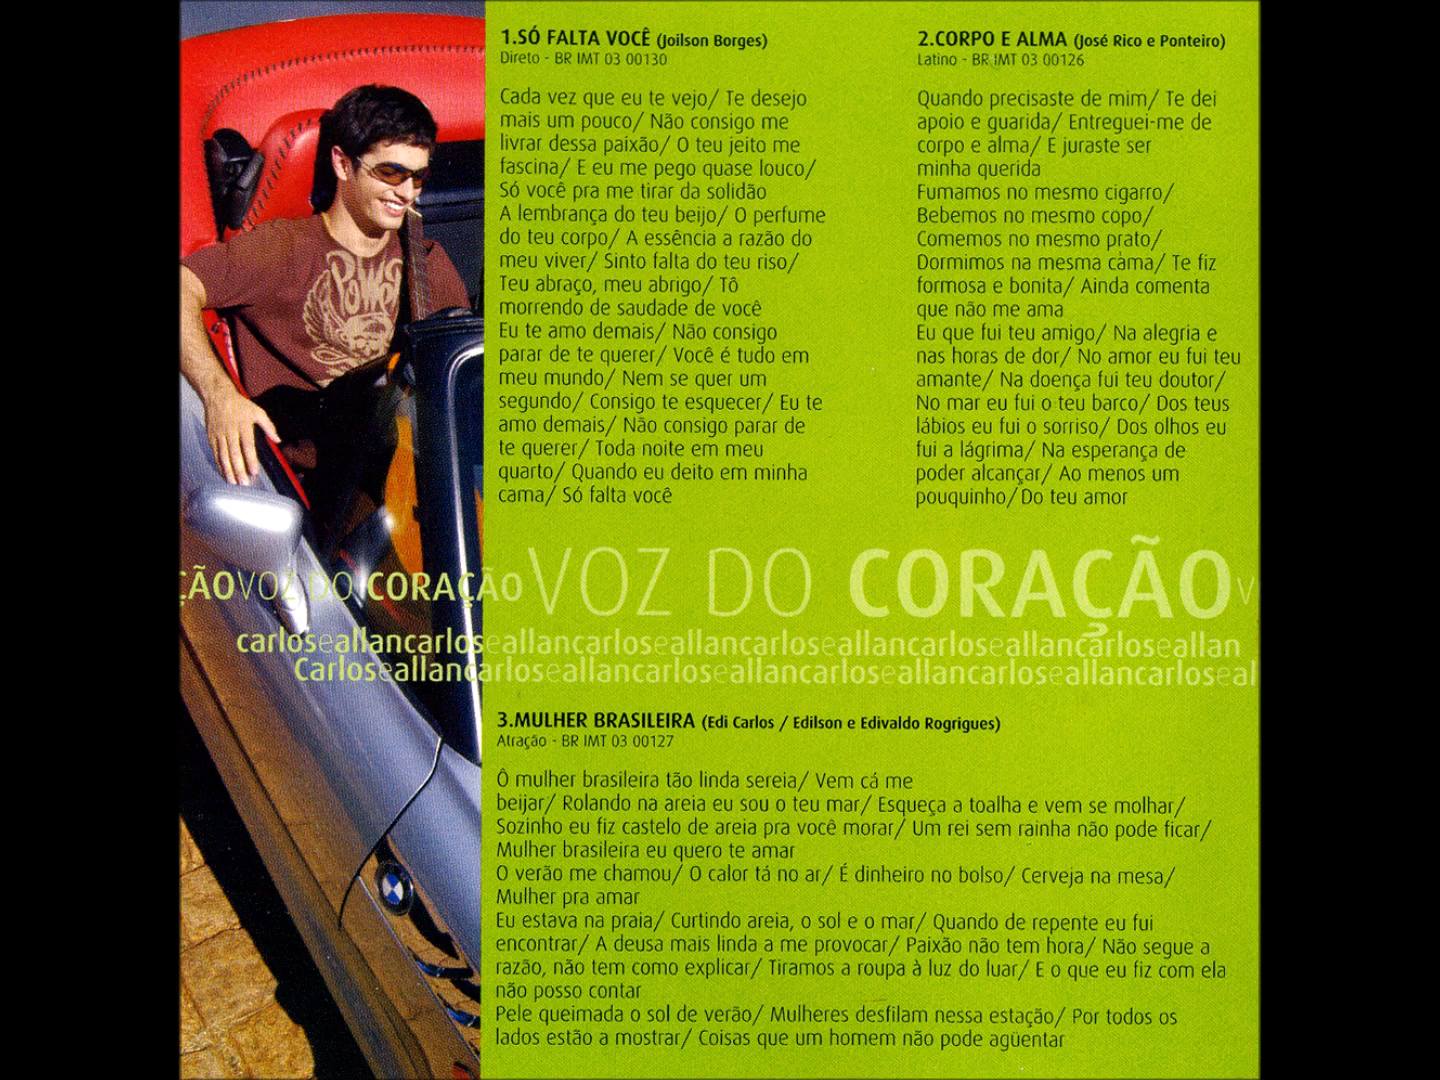 1.SÓ FALTA VOCÊ (Joilson Borges)
Direto - BR IMT 03 00130
Cada vez que eu te vejo/ Te desejo
mais um pouco/ Não consigo me
livrar dessa paixão/ O teu jeito me
fascina/ E eu me pego quase louco/
Só você pra me tirar da solidão
A lembrança do teu beijo/ O perfume
do teu corpo/ A essência a razão do
meu viver/ Sinto falta do teu riso/
Teu abraço, meu abrigo/ Tô
morrendo de saudade de você
Eu te amo demais/ Não consigo
parar de te querer/ Você é tudo em
meu mundo/ Nem se quer um
segundo/ Consigo te esquecer/ Eu te
amo demais/ Não consigo parar de
te querer/ Toda noite em meu
quarto/ Quando eu deito em minha
cama/ Só falta você
2.CORPO E ALMA (José Rico e Ponteiro)
Latino - BR IMT 03 00126
Quando precisaste de mim/ Te dei
apoio e guarida/ Entreguei-me de
corpo e alma/ E juraste ser
minha querida
Fumamos no mesmo cigarro/
Bebemos no mesmo copo/
Comemos no mesmo prato/
Dormimos na mesma cama/ Te fiz
formosa e bonita/ Ainda comenta
que não me ama
Eu que fui teu amigo/ Na alegria e
nas horas de dor/ No amor eu fui teu
amante/ Na doença fui teu doutor/
No mar eu fui o teu barco/ Dos teus
lábios eu fui o sorriso/ Dos olhos eu
fui a lágrima/ Na esperança de
poder alcançar/ Ao menos um
pouquinho/ Do teu amor
ÇÃOVOZ DO CORAÇÃOVOZ DO CORAÇÃOV
carloseallancarloseallancarloseallancarloseallancarloseallancarloseallan
Carloseallancarloseallancarloseallancarloseallancarloseallancarloseal
3.MULHER BRASILEIRA (Edi Carlos / Edilson e Edivaldo Rogrigues)
Atração - BR IMT 03 00127
Ô mulher brasileira tão linda sereia/ Vem cá me
beijar/ Rolando na areia eu sou o teu mar/ Esqueça a toalha e vem se molhar/
Sozinho eu fiz castelo de areia pra você morar/ Um rei sem rainha não pode ficar/
Mulher brasileira eu quero te amar
O verão me chamou/ O calor tá no ar/ É dinheiro no bolso/ Cerveja na mesa/
Mulher pra amar
Eu estava na praia/ Curtindo areia, o sol e o mar/ Quando de repente eu fui
encontrar/ A deusa mais linda a me provocar/ Paixão não tem hora/ Não segue a
razão, não tem como explicar/ Tiramos a roupa à luz do luar/ E o que eu fiz com ela
não posso contar
Pele queimada o sol de verão/ Mulheres desfilam nessa estação/ Por todos os
lados estão a mostrar/ Coisas que um homem não pode agüentar